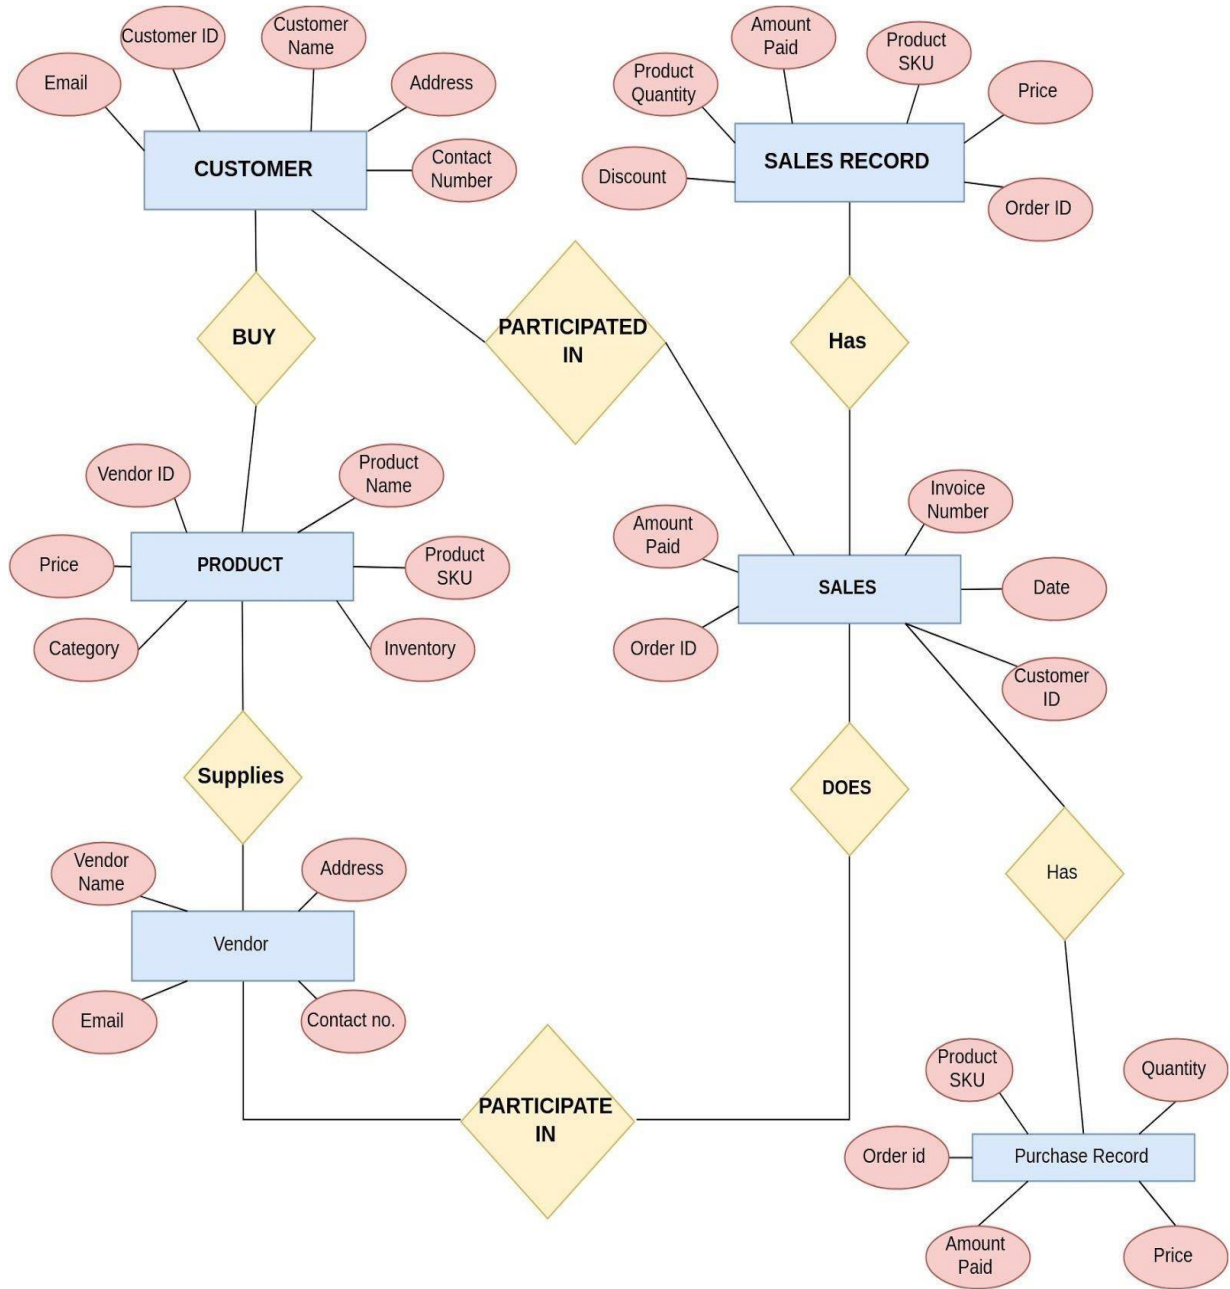 Customer ID
Customer
Name
Email
Address
CUSTOMER
Contact
Number
Amount
Paid
Product
SKU
Product
Quantity
Price
SALES RECORD
Discount
Order ID
BUY
PARTICIPATED
IN
Has
Vendor ID
Product
Name
Price
PRODUCT
Product
SKU
Category
Inventory
Invoice
Number
Amount
Paid
SALES
Date
Order ID
Customer
ID
Supplies
DOES
Has
Vendor
Name
Address
Vendor
Email
Contact no.
PARTICIPATE
IN
Product
SKU
Quantity
Order id
Purchase Record
Amount
Paid
Price